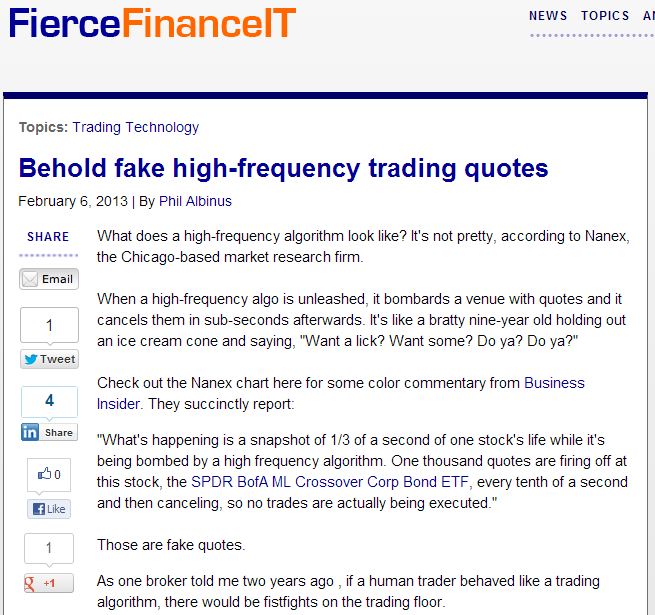 FierceFinanceIT
NEWS TOPICS
Topics: Trading Technology
Behold fake high-frequency trading quotes
February 6, 2013 | By Phil Albinus
SHARE
Email
1
Tweet
4
in Share
0
Like
1
+1
What does a high-frequency algorithm look like? It's not pretty, according to Nanex,
the Chicago-based market research firm.
When a high-frequency algo is unleashed, it bombards a venue with quotes and it
cancels them in sub-seconds afterwards. It's like a bratty nine-year old holding out
an ice cream cone and saying, "Want a lick? Want some? Do ya? Do ya?"
Check out the Nanex chart here for some color commentary from Business
Insider. They succinctly report:
"What's happening is a snapshot of 1/3 of a second of one stock's life while it's
being bombed by a high frequency algorithm. One thousand quotes are firing off at
this stock, the SPDR BofA ML Crossover Corp Bond ETF, every tenth of a second
and then canceling, so no trades are actually being executed."
Those are fake quotes.
As one broker told me two years ago , if a human trader behaved like a trading
algorithm, there would be fistfights on the trading floor.